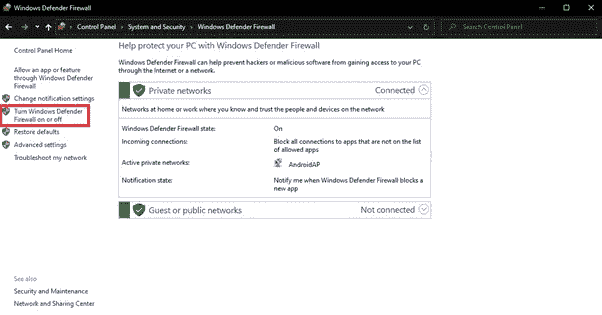 Windows Defender Firewall
Control Panel
System and Security
Windows Defender Firewall
Search Control Panel
Control Panel Home
Allow an app or feature
through Windows Defender
Firewall
Change notification settings
Turn Windows Defender
Firewall on or off
Restore defaults
Advanced settings
Troubleshoot my network
Help protect your PC with Windows Defender Firewall
Windows Defender Firewall can help prevent hackers or malicious software from gaining access to your PC
through the Internet or a network.
Private networks
Connected
Networks at home or work where you know and trust the people and devices on the network
Windows Defender Firewall state:
On
Incoming connections:
Block all connections to apps that are not on the list
of allowed apps
Active private networks:
AndroidAP
Notification state:
Notify me when Windows Defender Firewall blocks a
new app
Guest or public networks
Not connected
See also
Security and Maintenance
Network and Sharing Center